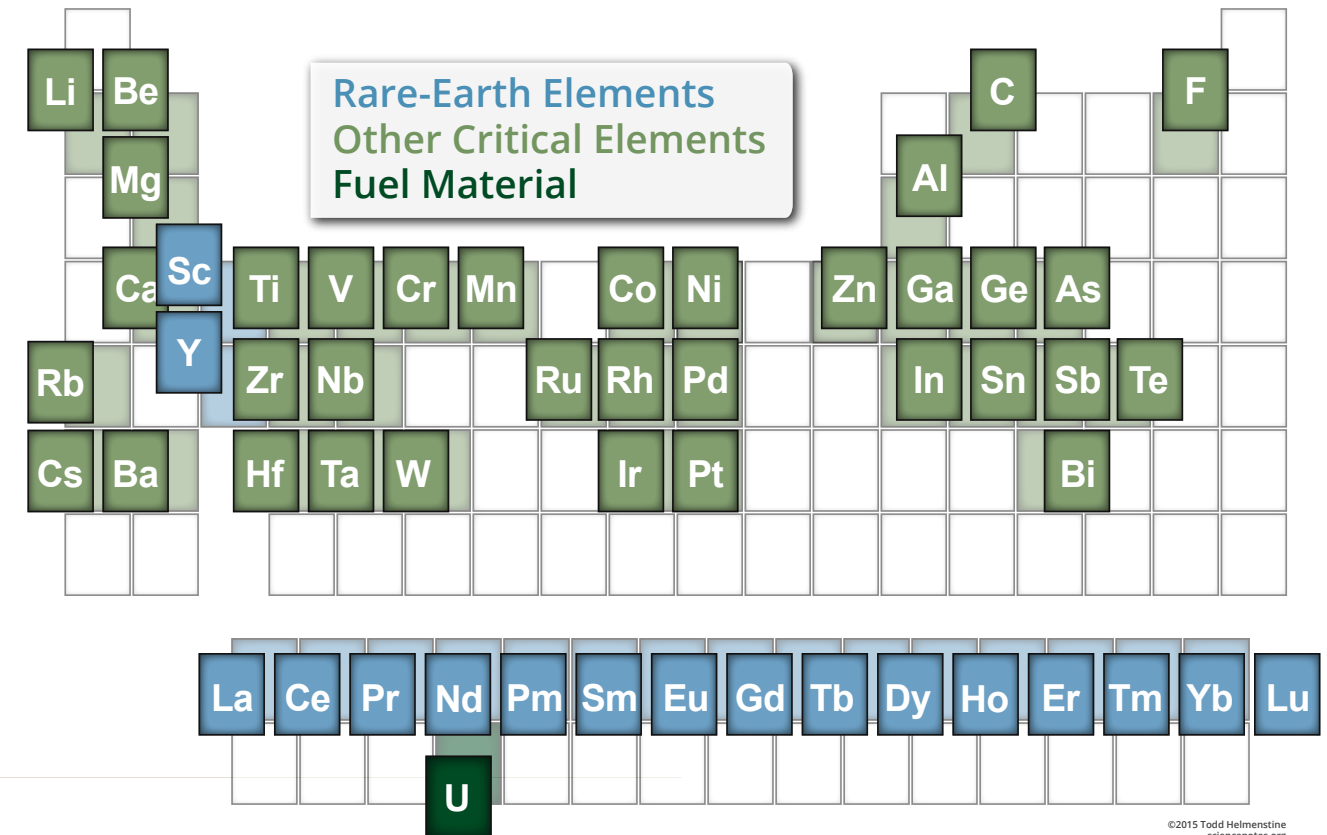 Li Be
C
F
Rare-Earth Elements
Other Critical Elements
Fuel Material
Mg
Al
Ca
Sc
Ti V Cr Mn Co Ni Zn Ga Ge As
Y
Rb
Zr Nb Ru Rh Pd In Sn Sb Te
Cs Ba Hf Ta W Ir Pt Bi
La Ce Pr Nd Pm Sm Eu Gd Tb Dy Ho Er Tm Yb Lu
U
©2015 Todd Helmenstine
sciencenotes.org